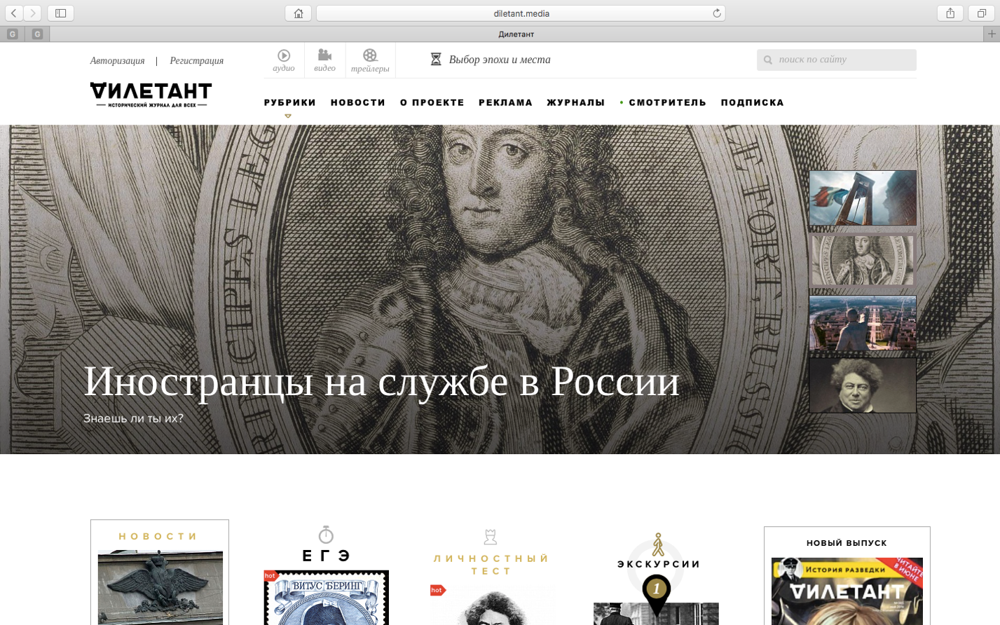 diletant.media
G
G
Дилетант
Авторизация | Регистрация
аудио
видео
трейлеры
Выбор эпохи и места
поиск по сайту
ДИЛЕТАНТ
ИСТОРИЧЕСКИЙ ЖУРНАЛ ДЛЯ ВСЕХ
РУБРИКИ НОВОСТИ О ПРОЕКТЕ РЕКЛАМА ЖУРНАЛЫ • СМОТРИТЕЛЬ ПОДПИСКА
Иностранцы на службе в России
Знаешь ли ты их?
НОВОСТИ
ЕГЭ
hot
ВИТУС БЕРИНГ
ЛИЧНОСТНЫЙ
ТЕСТ
hot
ЭКСКУРСИИ
1
НОВЫЙ ВЫПУСК
ИСТОРИЯ РАЗВЕДКИ
ЧИТАЙТЕ
В ИЮНЕ
ДИЛЕТАНТ